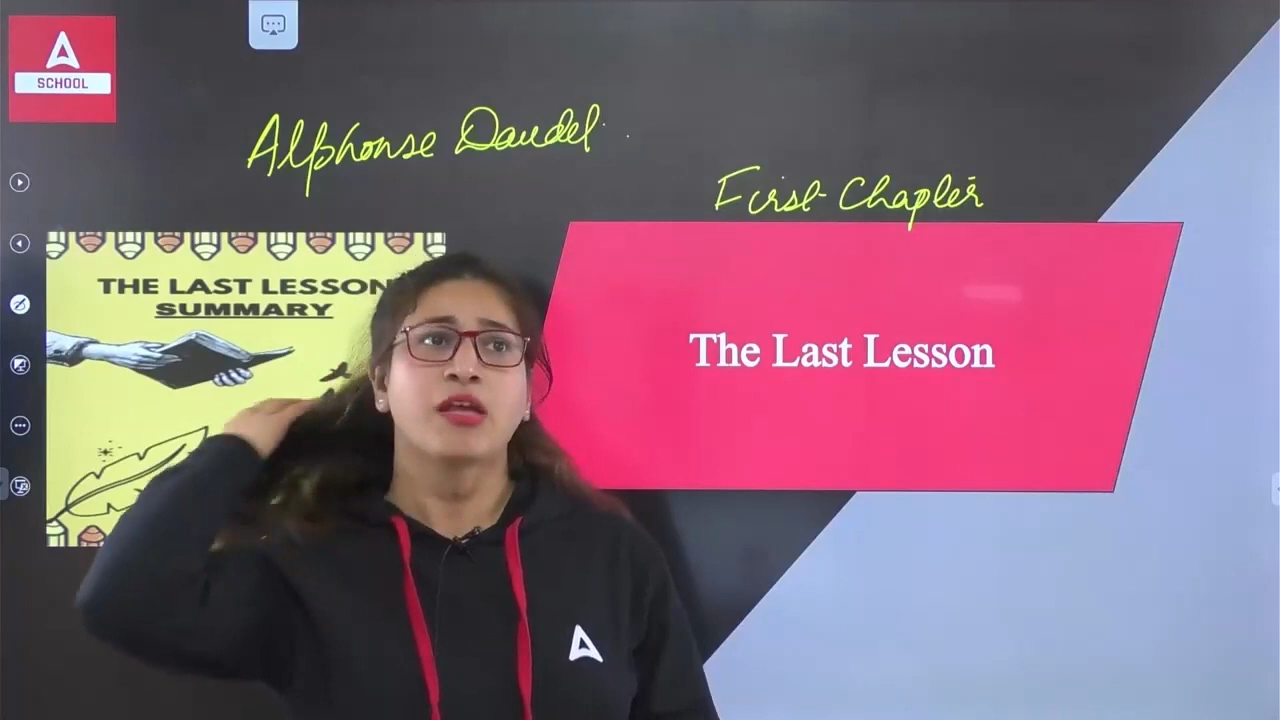 SCHOOL
Alphonse Daudet
First Chapter
THE LAST LESSON
SUMMARY
The Last Lesson